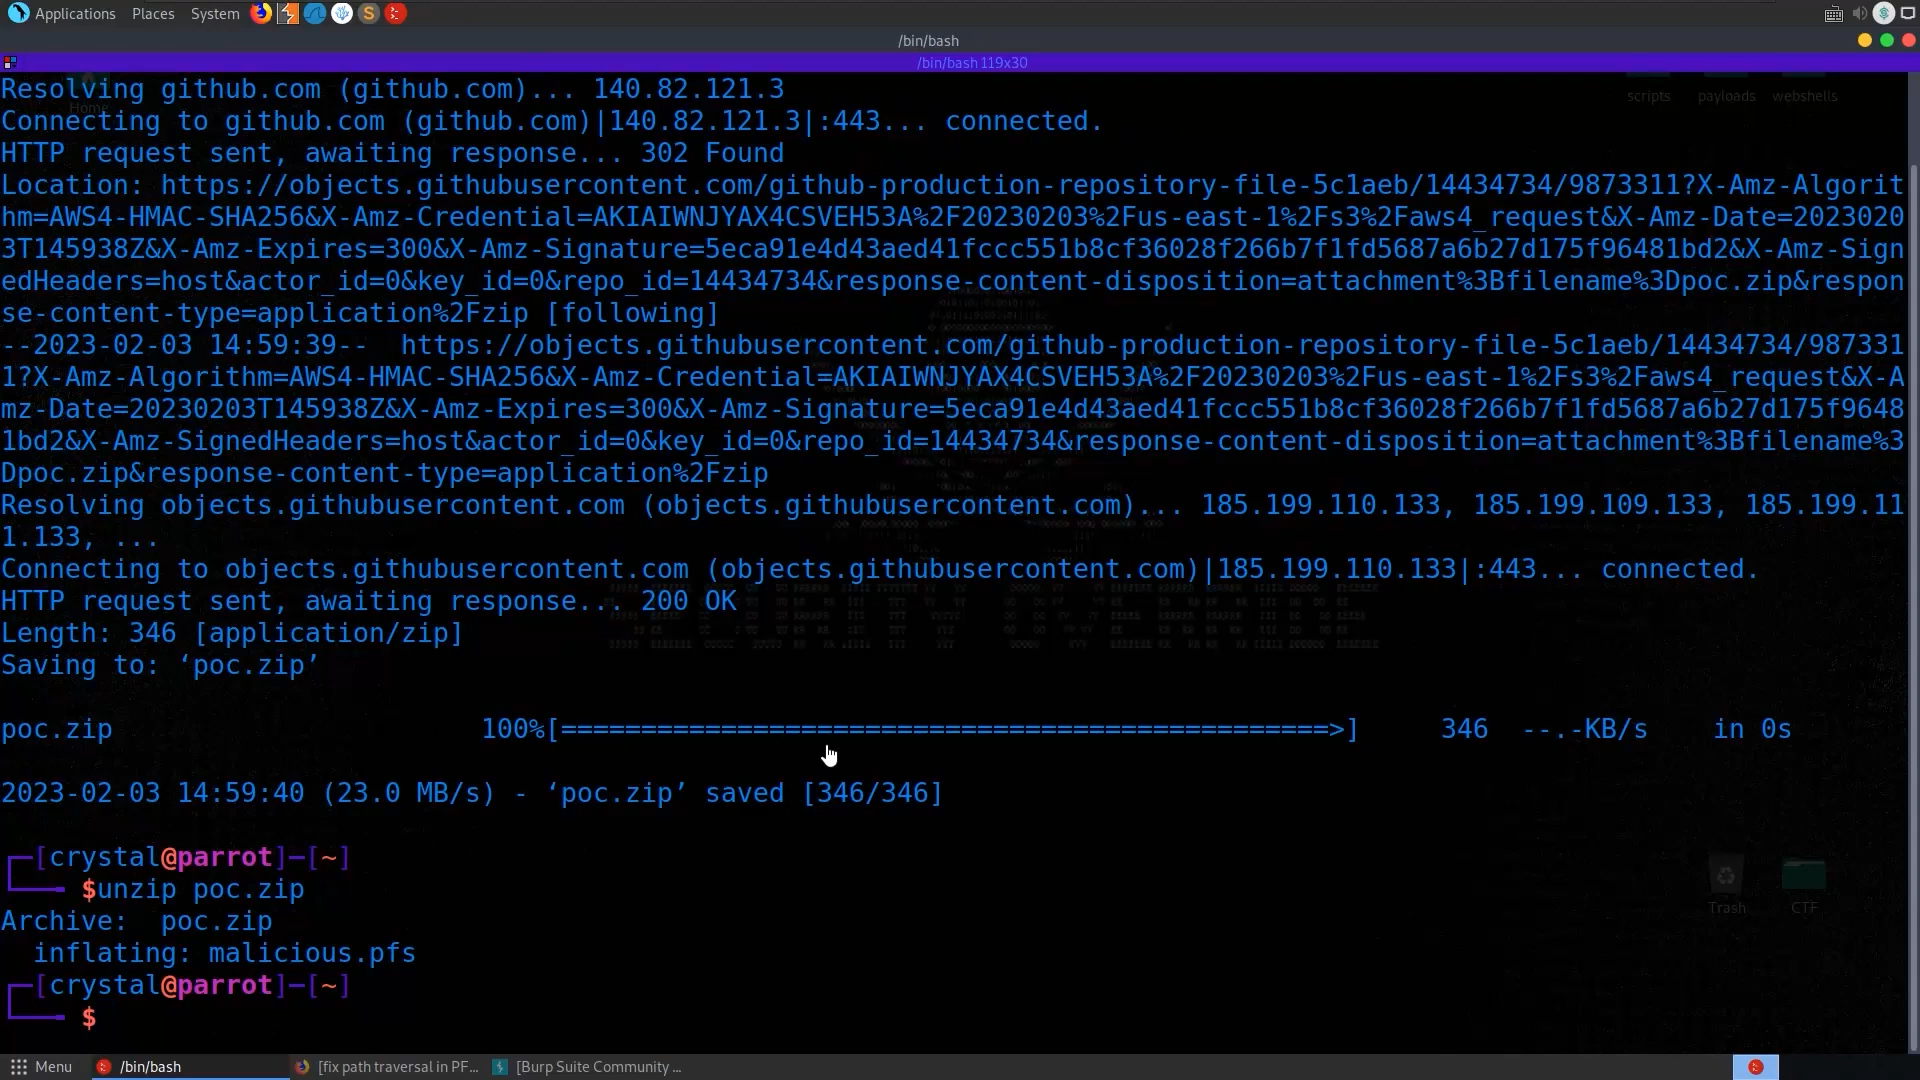 Applications Places System
/bin/bash
/bin/bash 119x30
Home
scripts payloads webshells
Resolving github.com (github.com)... 140.82.121.3
Connecting to github.com (github.com)|140.82.121.3|:443... connected.
HTTP request sent, awaiting response... 302 Found
Location: https://objects.githubusercontent.com/github-production-repository-file-5c1aeb/14434734/9873311?X-Amz-Algorit
hm=AWS4-HMAC-SHA256&X-Amz-Credential=AKIAIWNJYAX4CSVEH53A%2F20230203%2Fus-east-1%2Fs3%2Faws4_request&X-Amz-Date=2023020
3T145938Z&X-Amz-Expires=300&X-Amz-Signature=5eca91e4d43aed41fccc551b8cf36028f266b7f1fd5687a6b27d175f96481bd2&X-Amz-Sign
edHeaders=host&actor_id=0&key_id=0&repo_id=14434734&response-content-disposition=attachment%3Bfilename%3Dpoc.zip&respon
se-content-type=application%2Fzip [following]
--2023-02-03 14:59:39--  https://objects.githubusercontent.com/github-production-repository-file-5c1aeb/14434734/987331
1?X-Amz-Algorithm=AWS4-HMAC-SHA256&X-Amz-Credential=AKIAIWNJYAX4CSVEH53A%2F20230203%2Fus-east-1%2Fs3%2Faws4_request&X-A
mz-Date=20230203T145938Z&X-Amz-Expires=300&X-Amz-Signature=5eca91e4d43aed41fccc551b8cf36028f266b7f1fd5687a6b27d175f9648
1bd2&X-Amz-SignedHeaders=host&actor_id=0&key_id=0&repo_id=14434734&response-content-disposition=attachment%3Bfilename%3
Dpoc.zip&response-content-type=application%2Fzip
Resolving objects.githubusercontent.com (objects.githubusercontent.com)... 185.199.110.133, 185.199.109.133, 185.199.11
1.133, ...
Connecting to objects.githubusercontent.com (objects.githubusercontent.com)|185.199.110.133|:443... connected.
HTTP request sent, awaiting response... 200 OK
Length: 346 [application/zip]
Saving to: ‘poc.zip’
poc.zip 100%[================================================>] 346 --.-KB/s in 0s
2023-02-03 14:59:40 (23.0 MB/s) - ‘poc.zip’ saved [346/346]
┌─[crystal@parrot]─[~]
└──╼ $unzip poc.zip
Archive:  poc.zip
  inflating: malicious.pfs
┌─[crystal@parrot]─[~]
└──╼ $
Trash CTF
Menu /bin/bash [fix path traversal in PF... [Burp Suite Community ...